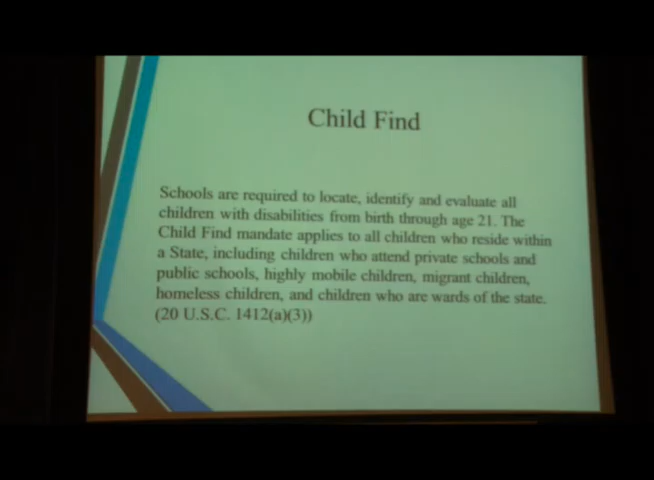 Child Find
Schools are required to locate, identify and evaluate all
children with disabilities from birth through age 21. The
Child Find mandate applies to all children who reside within
a State, including children who attend private schools and
public schools, highly mobile children, migrant children,
homeless children, and children who are wards of the state.
(20 U.S.C. 1412(a)(3))